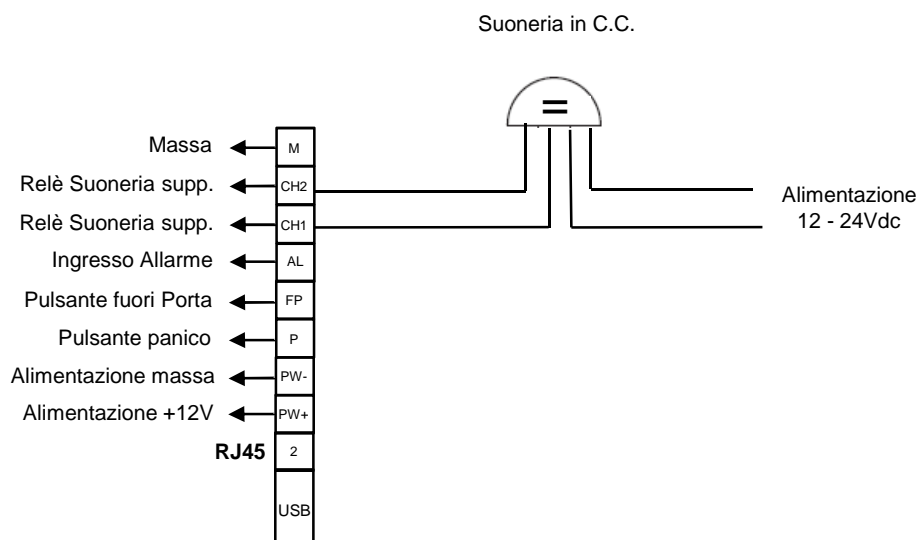 Suoneria in C.C.
=
Massa M
Relè Suoneria supp. CH2
Relè Suoneria supp. CH1
Ingresso Allarme AL
Pulsante fuori Porta FP
Pulsante panico P
Alimentazione massa PW-
Alimentazione +12V PW+
RJ45 2
USB
Alimentazione
12 - 24Vdc